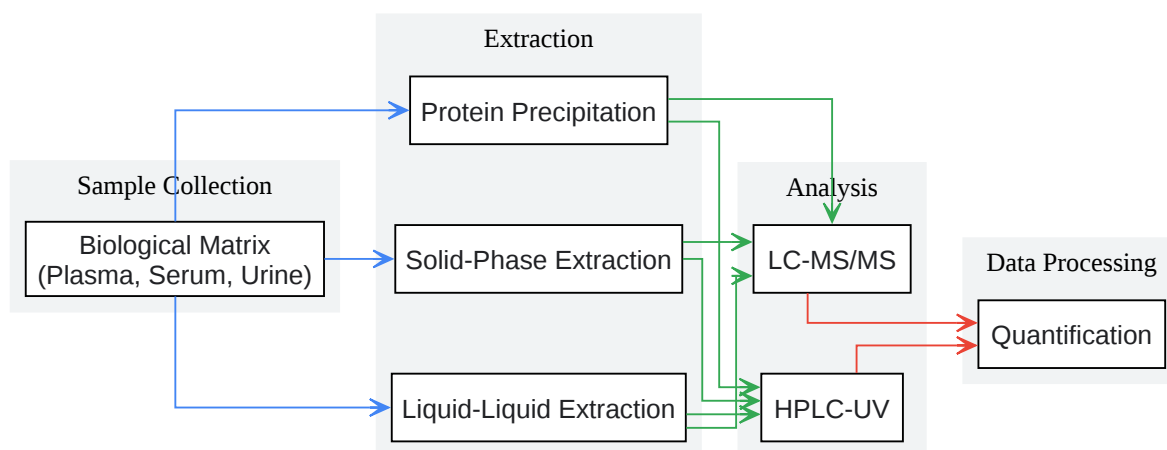 Extraction
Protein Precipitation
Sample Collection
Analysis
Biological Matrix
(Plasma, Serum, Urine)
Solid-Phase Extraction
LC-MS/MS
Data Processing
Quantification
Liquid-Liquid Extraction
HPLC-UV